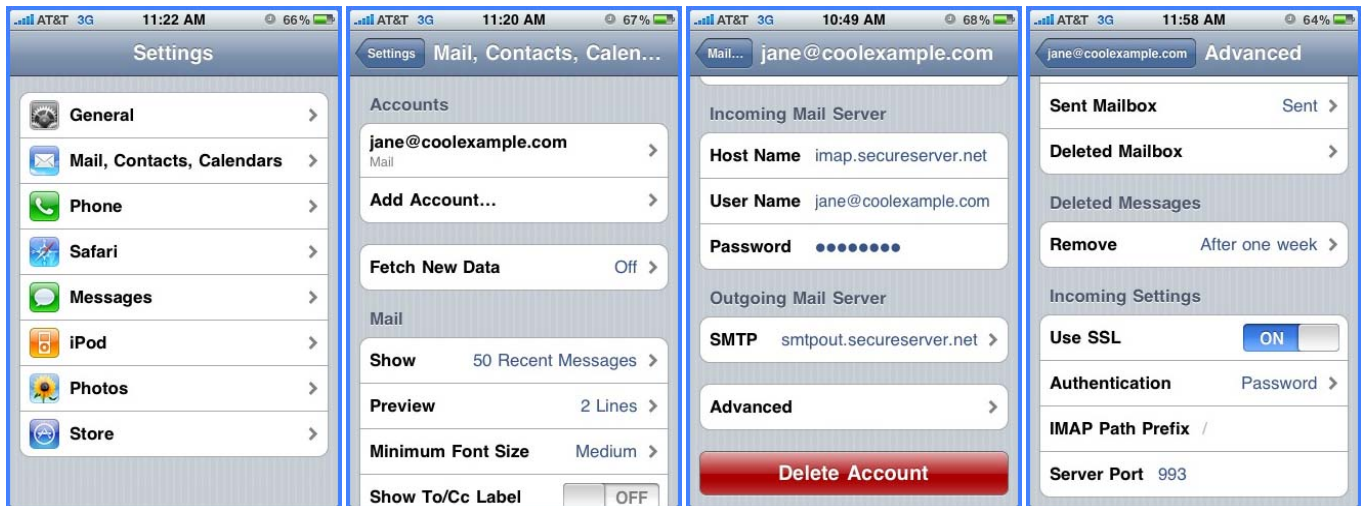 AT&T 3G 11:22 AM 66%
Settings
General
Mail, Contacts, Calendars
Phone
Safari
Messages
iPod
Photos
Store
AT&T 3G 11:20 AM 67%
Settings Mail, Contacts, Calen...
Accounts
jane@coolexample.com
Mail
Add Account...
Fetch New Data Off
Mail
Show 50 Recent Messages
Preview 2 Lines
Minimum Font Size Medium
Show To/Cc Label OFF
AT&T 3G 10:49 AM 68%
Mail... jane@coolexample.com
Incoming Mail Server
Host Name imap.secureserver.net
User Name jane@coolexample.com
Password ●●●●●●●●
Outgoing Mail Server
SMTP smtpout.secureserver.net
Advanced
Delete Account
AT&T 3G 11:58 AM 64%
jane@coolexample.com Advanced
Sent Mailbox Sent
Deleted Mailbox
Deleted Messages
Remove After one week
Incoming Settings
Use SSL ON
Authentication Password
IMAP Path Prefix /
Server Port 993